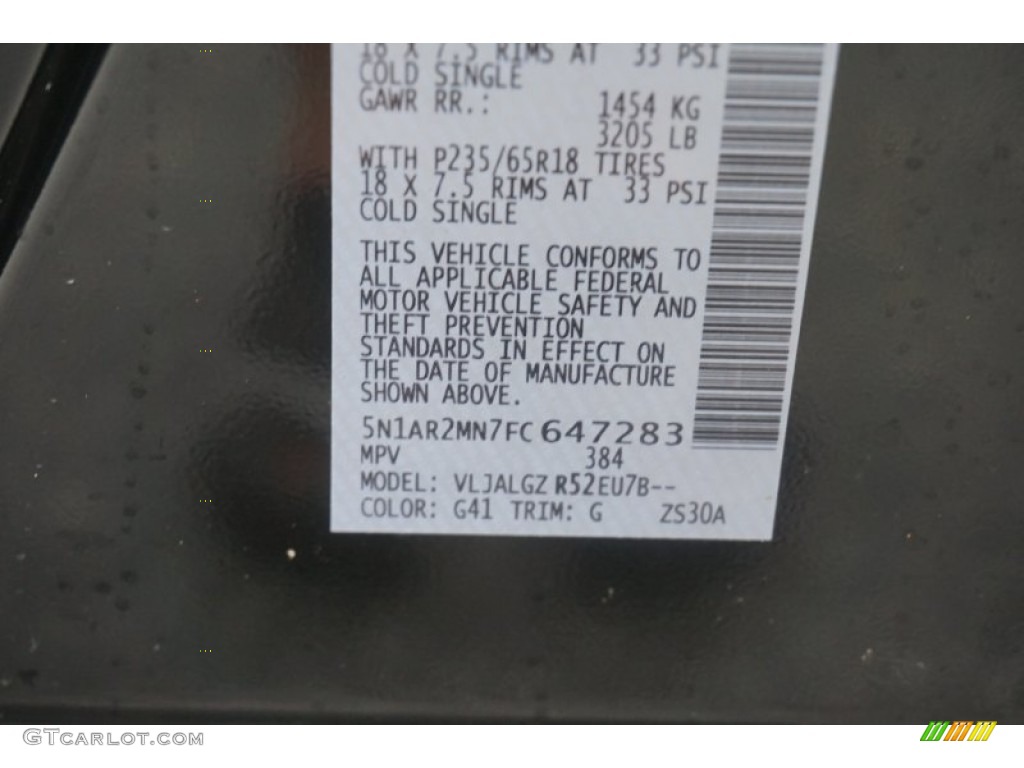 18 X 7.5 RIMS AT 33 PSI
COLD SINGLE
GAWR RR.: 1454 KG
3205 LB
WITH P235/65R18 TIRES
18 X 7.5 RIMS AT 33 PSI
COLD SINGLE
THIS VEHICLE CONFORMS TO
ALL APPLICABLE FEDERAL
MOTOR VEHICLE SAFETY AND
THEFT PREVENTION
STANDARDS IN EFFECT ON
THE DATE OF MANUFACTURE
SHOWN ABOVE.
5N1AR2MN7FC647283
MPV 384
MODEL: VLJALGZ R52EU7B--
COLOR: G41 TRIM: G ZS30A
GTCARLOT.COM